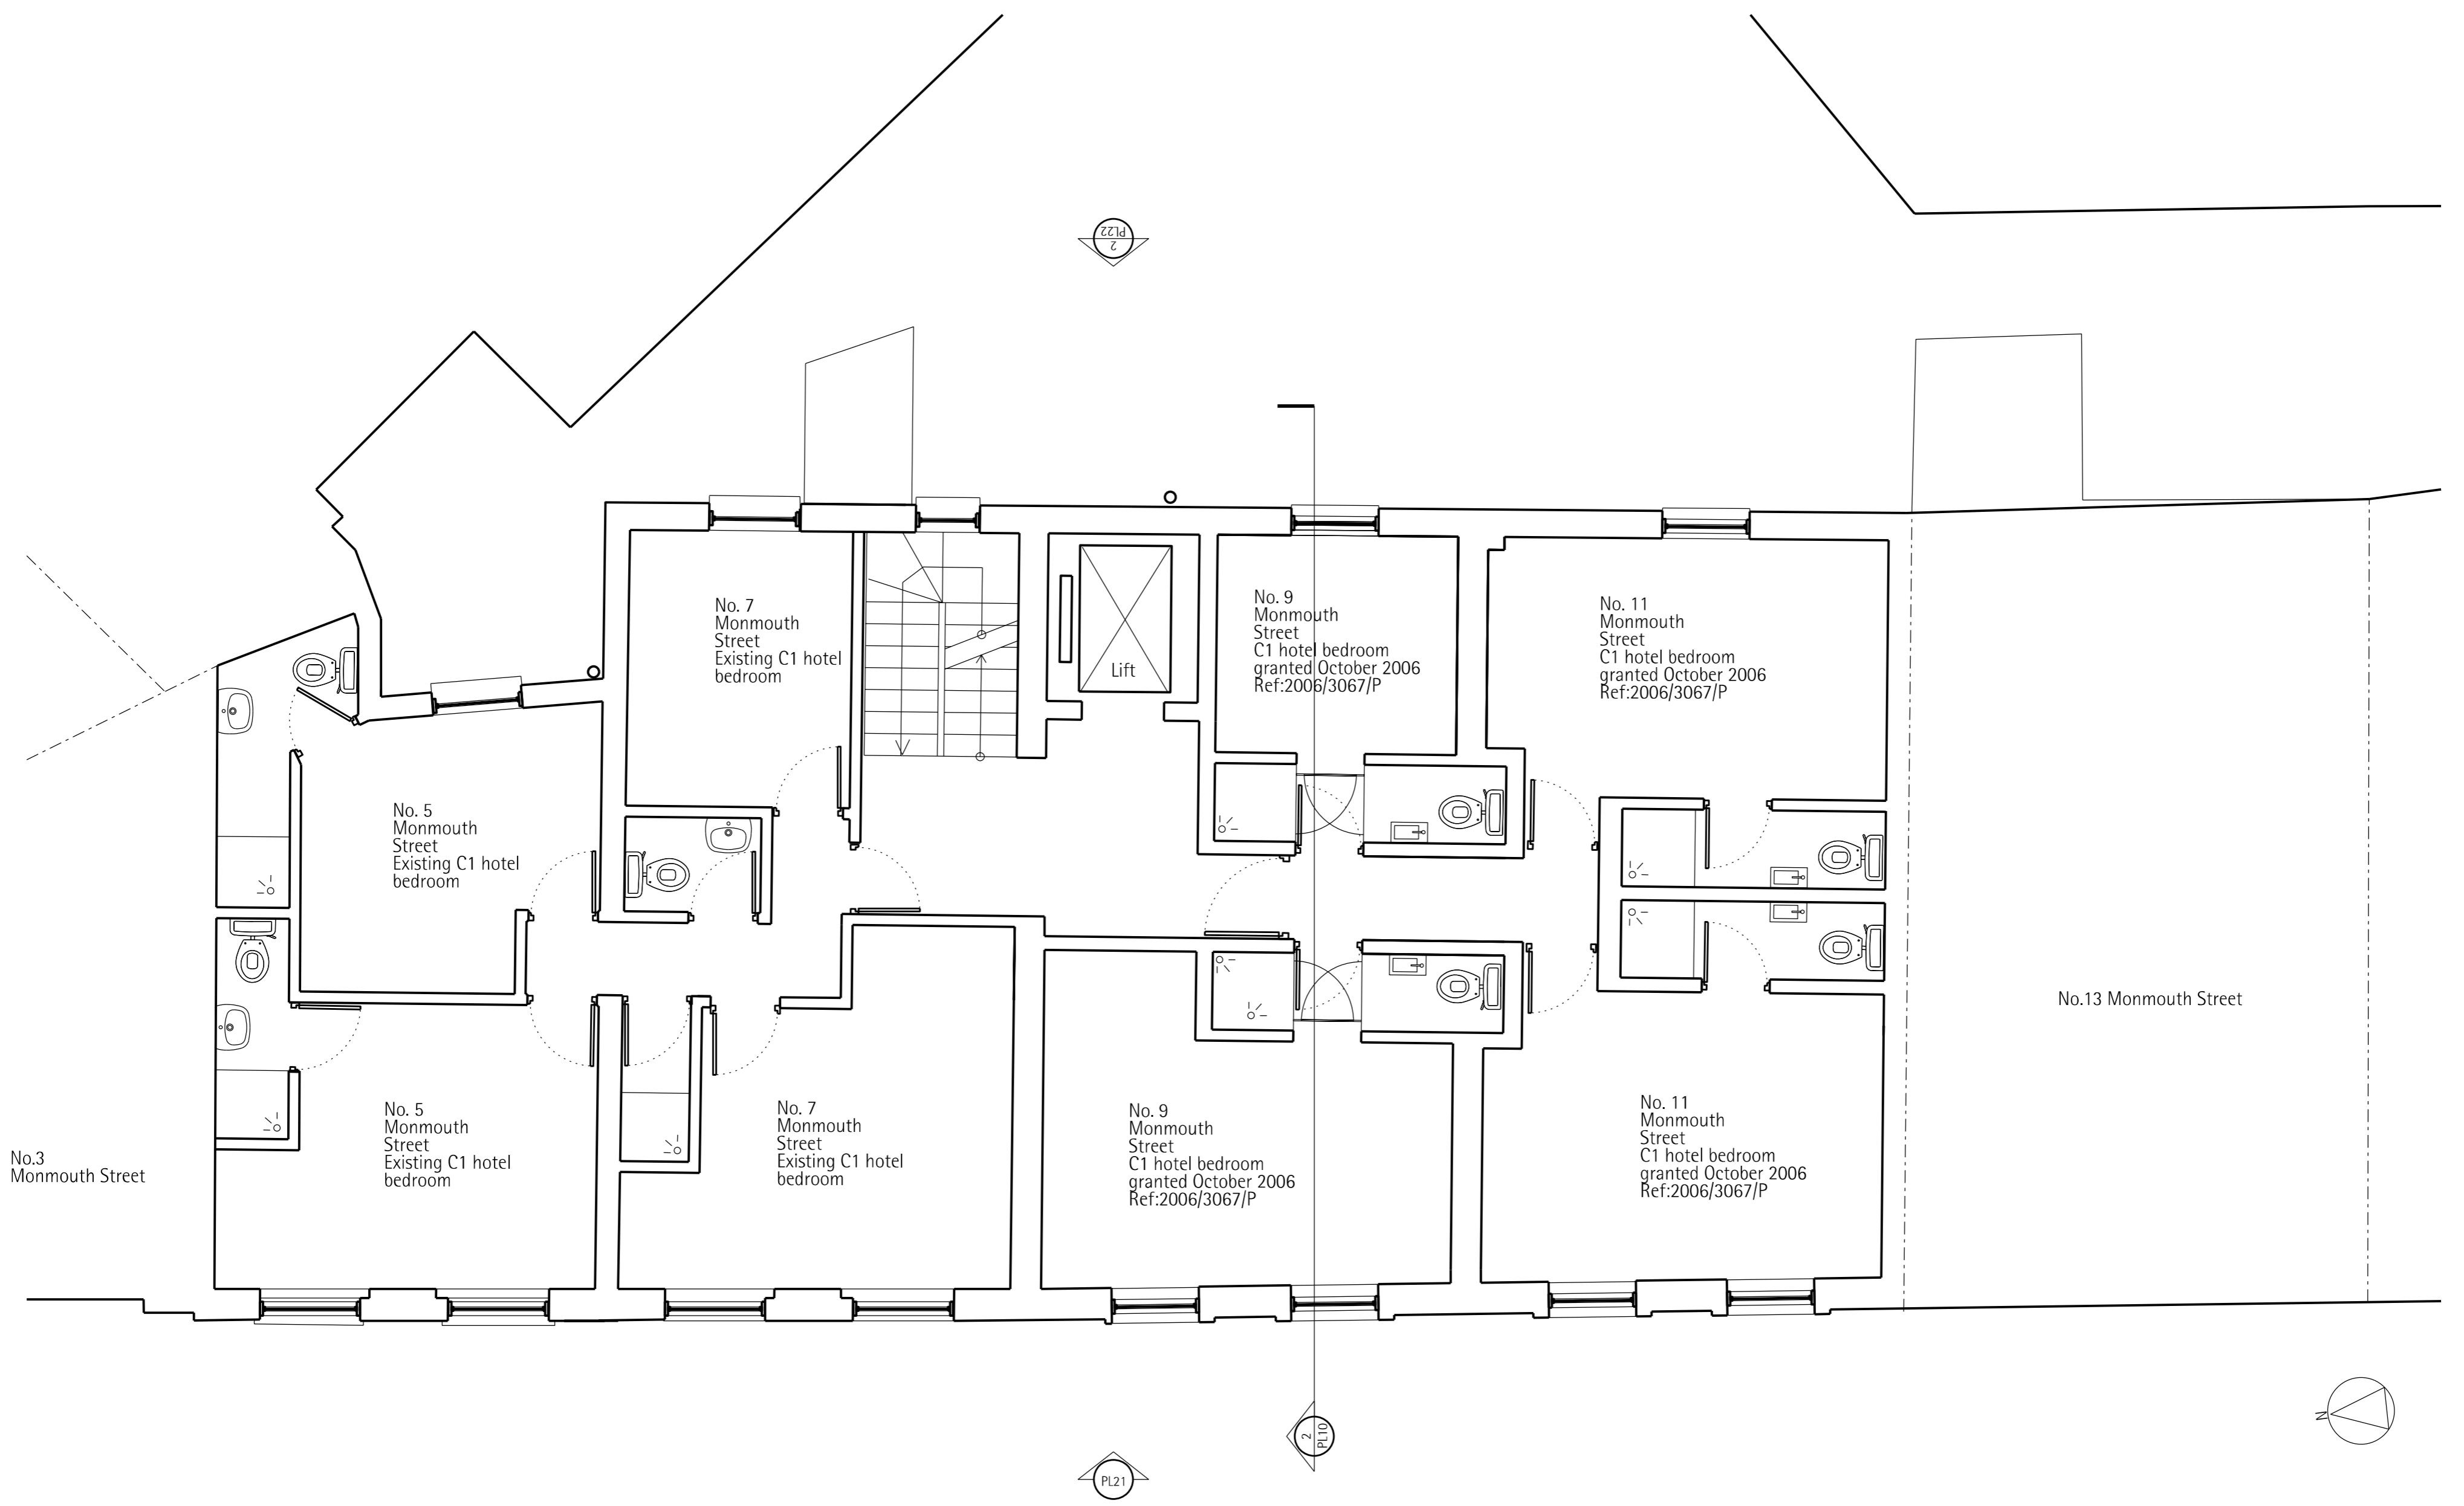 PL22
2
No. 7
Monmouth
Street
Existing C1 hotel
bedroom
Lift
No. 9
Monmouth
Street
C1 hotel bedroom
granted October 2006
Ref:2006/3067/P
No. 11
Monmouth
Street
C1 hotel bedroom
granted October 2006
Ref:2006/3067/P
No. 5
Monmouth
Street
Existing C1 hotel
bedroom
No.13 Monmouth Street
No.3
Monmouth Street
No. 5
Monmouth
Street
Existing C1 hotel
bedroom
No. 7
Monmouth
Street
Existing C1 hotel
bedroom
No. 9
Monmouth
Street
C1 hotel bedroom
granted October 2006
Ref:2006/3067/P
No. 11
Monmouth
Street
C1 hotel bedroom
granted October 2006
Ref:2006/3067/P
N
2
PL10
PL21